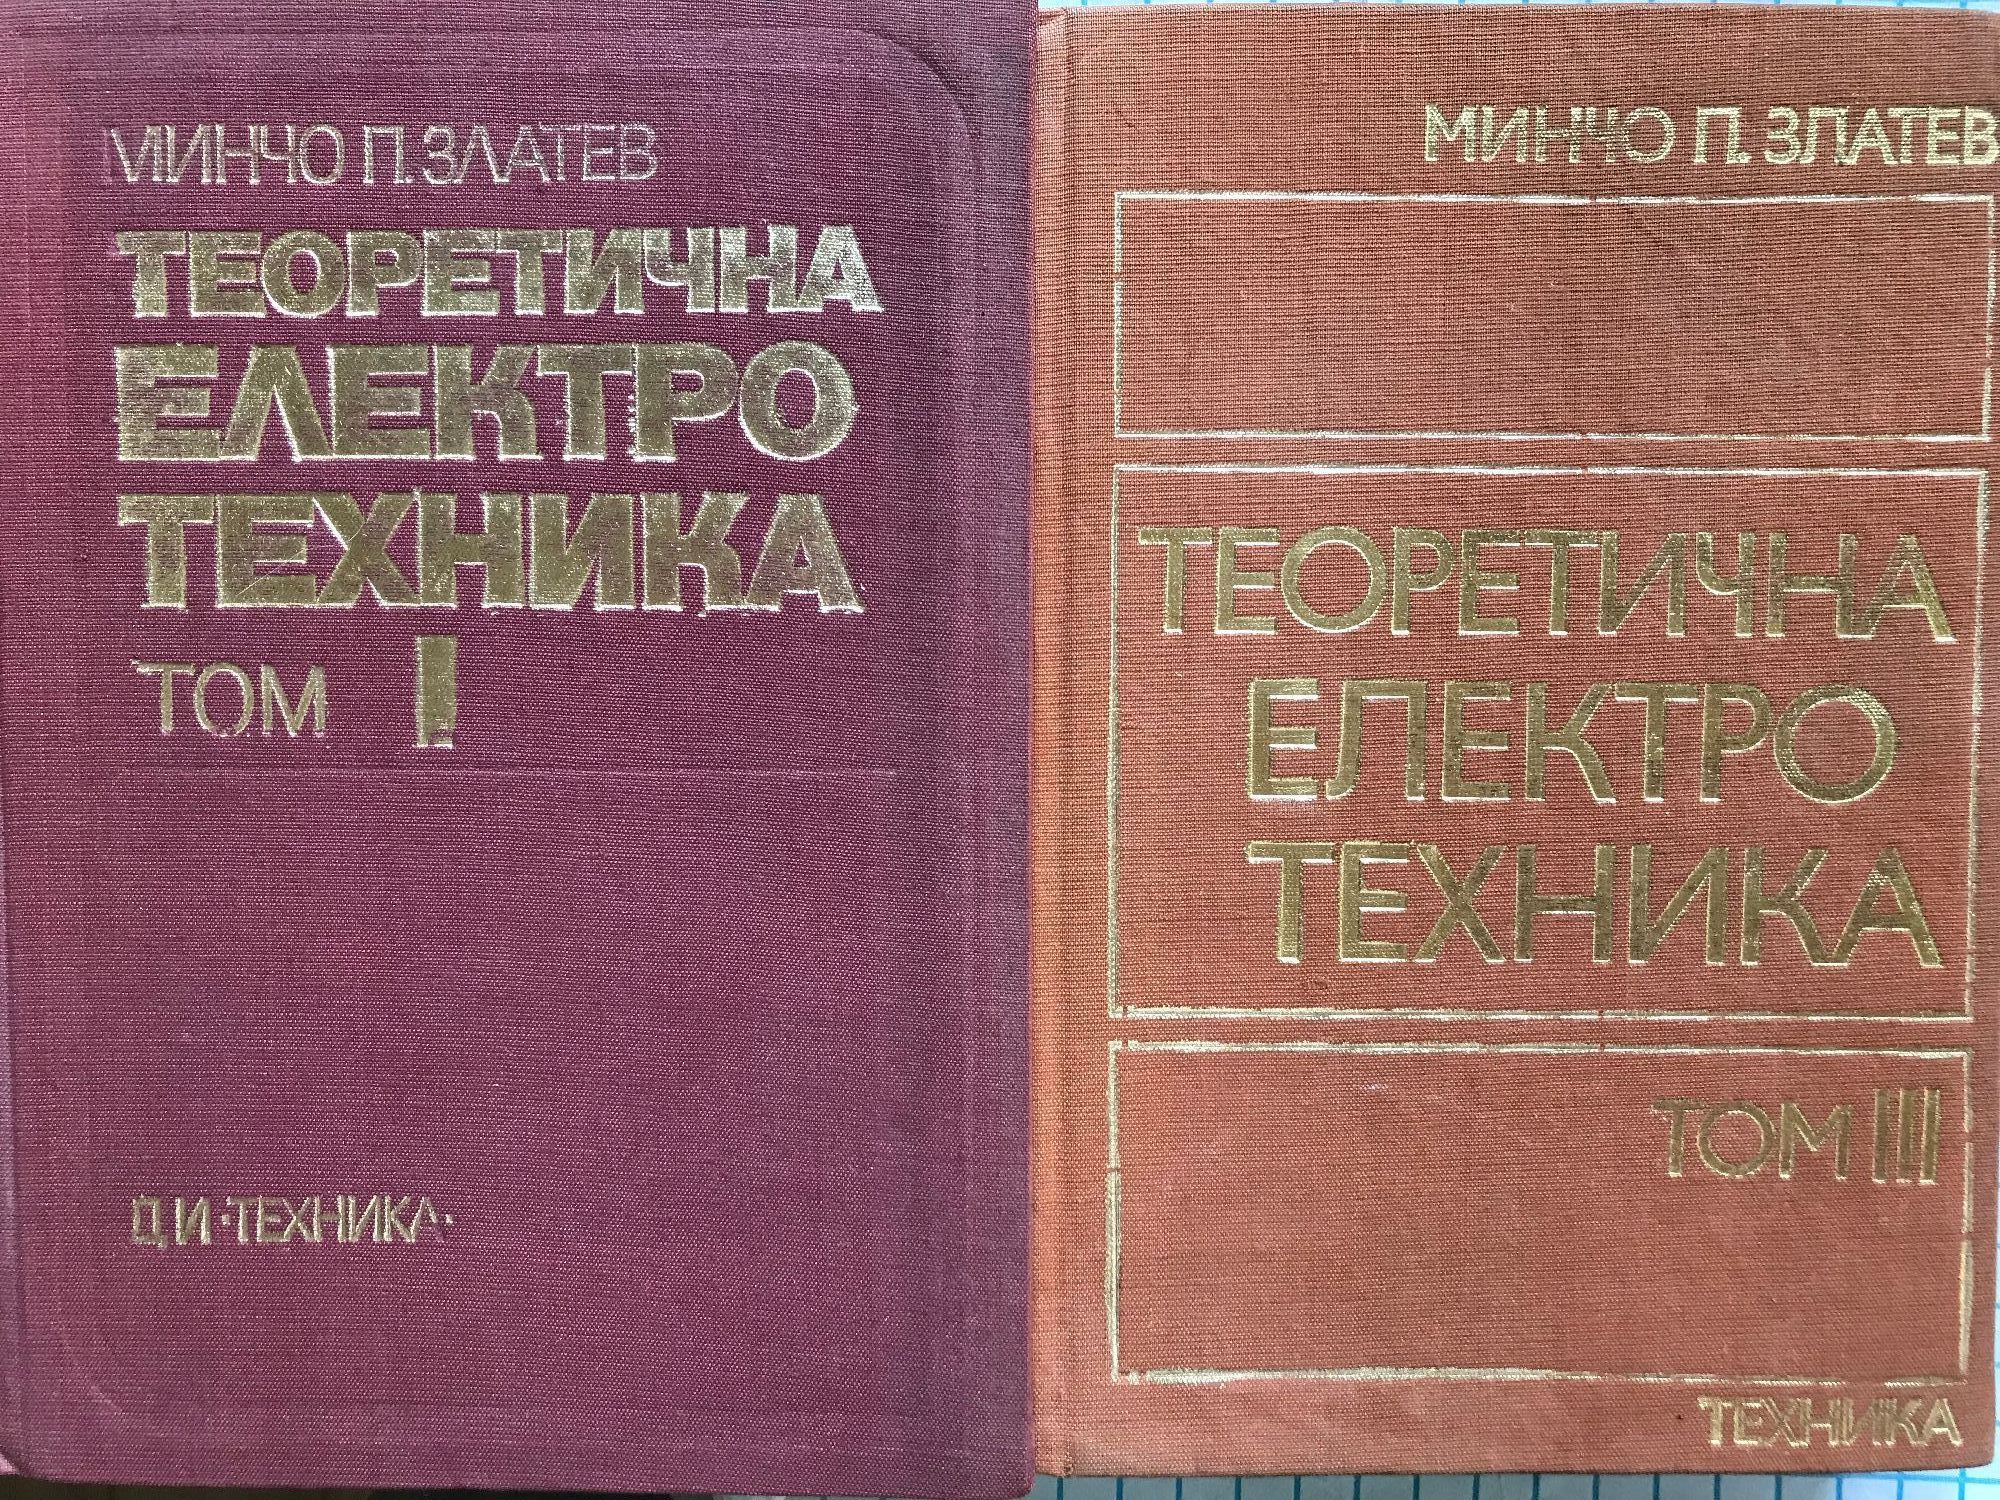 МИНЧО П. ЗЛАТЕВ
ТЕОРЕТИЧНА
ЕЛЕКТРО
ТЕХНИКА
ТОМ I
Д.И·ТЕХНИКА·
МИНЧО П. ЗЛАТЕВ
ТЕОРЕТИЧНА
ЕЛЕКТРО
ТЕХНИКА
ТОМ III
ТЕХНИКА